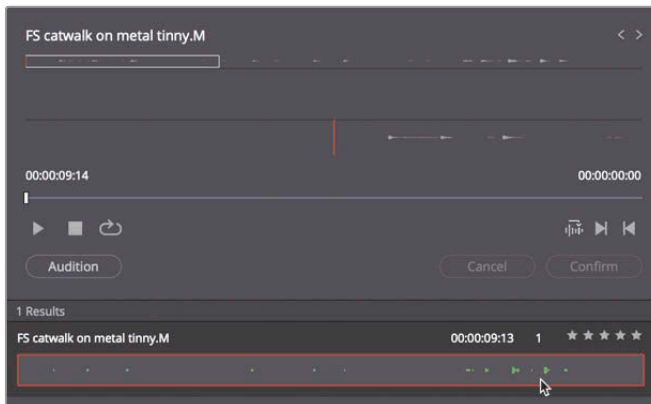 FS catwalk on metal tinny.M
00:00:09:14 00:00:00:00
Audition Cancel Confirm
1 Results
FS catwalk on metal tinny.M 00:00:09:13 1